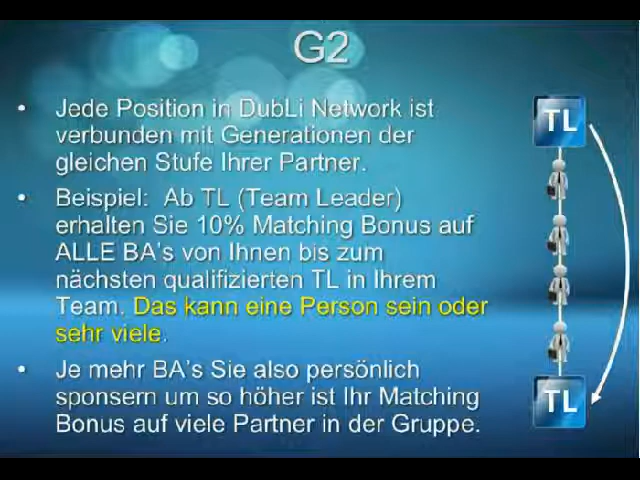 G2
• Jede Position in DubLi Network ist
verbunden mit Generationen der
gleichen Stufe Ihrer Partner.
• Beispiel: Ab TL (Team Leader)
erhalten Sie 10% Matching Bonus auf
ALLE BA's von Ihnen bis zum
nächsten qualifizierten TL in Ihrem
Team. Das kann eine Person sein oder
sehr viele.
• Je mehr BA's Sie also persönlich
sponsern um so höher ist Ihr Matching
Bonus auf viele Partner in der Gruppe.
TL
TL